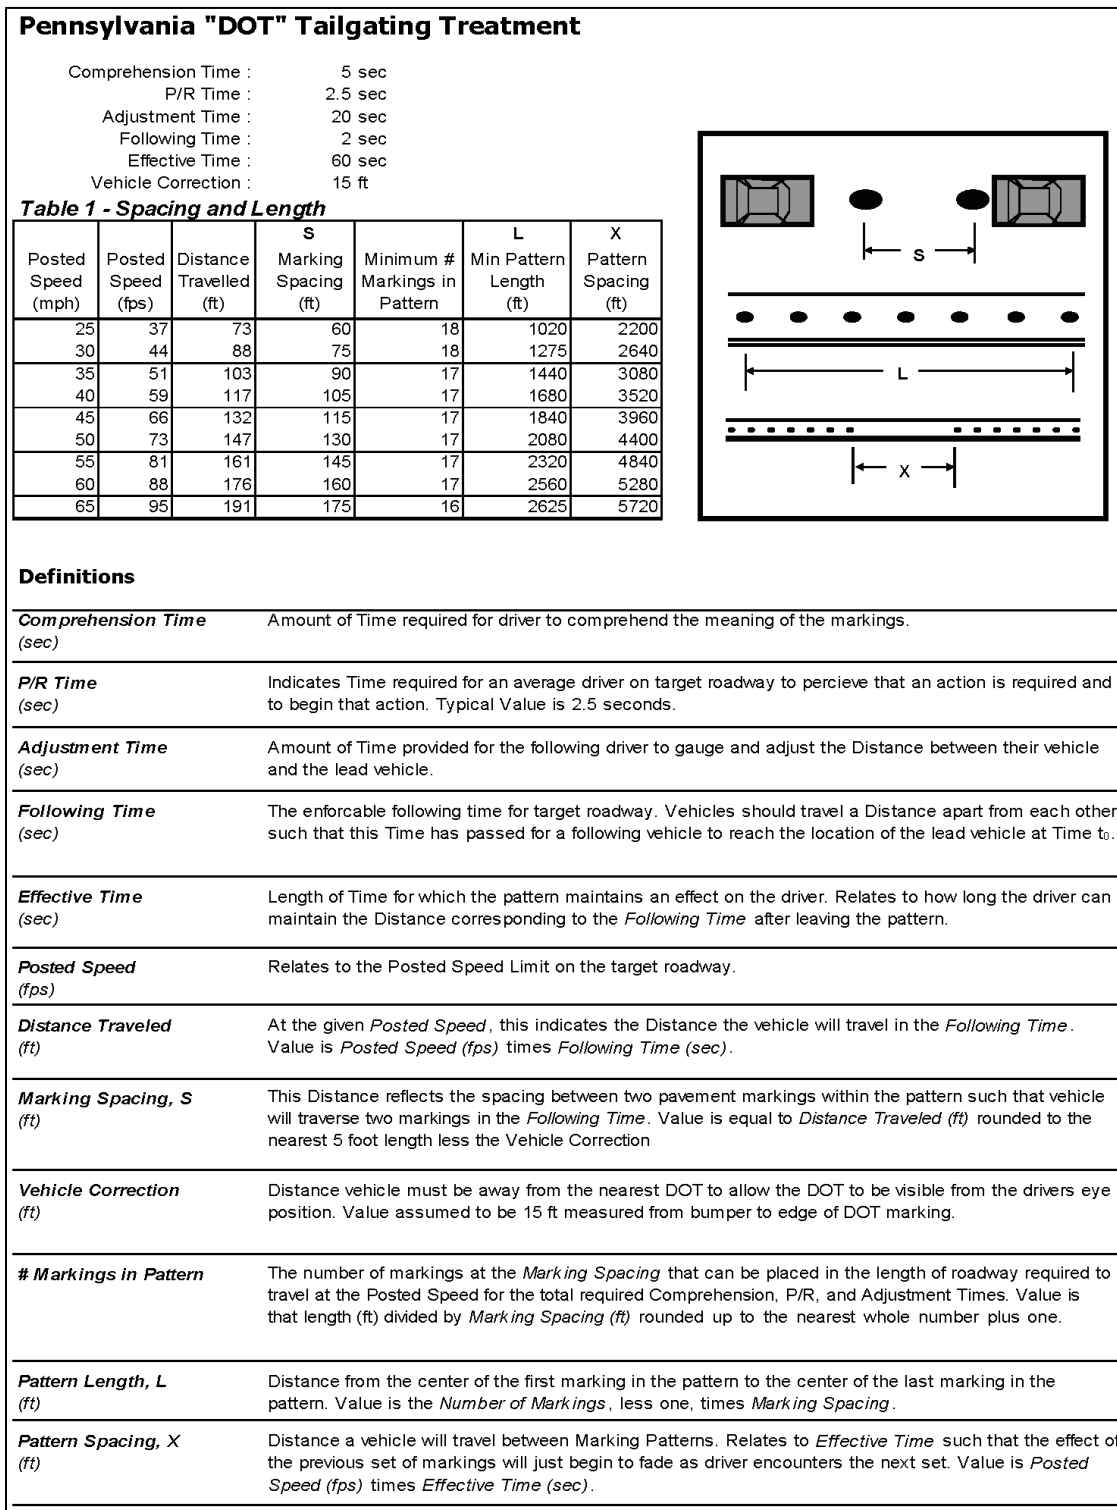 Pennsylvania "DOT" Tailgating Treatment
Comprehension Time : 5 sec
P/R Time : 2.5 sec
Adjustment Time : 20 sec
Following Time : 2 sec
Effective Time : 60 sec
Vehicle Correction : 15 ft
Table 1 - Spacing and Length
S L X
Posted Posted Distance Marking Minimum # Min Pattern Pattern
Speed Speed Travelled Spacing Markings in Length Spacing
(mph) (fps) (ft) (ft) Pattern (ft) (ft)
25 37 73 60 18 1020 2200
30 44 88 75 18 1275 2640
35 51 103 90 17 1440 3080
40 59 117 105 17 1680 3520
45 66 132 115 17 1840 3960
50 73 147 130 17 2080 4400
55 81 161 145 17 2320 4840
60 88 176 160 17 2560 5280
65 95 191 175 16 2625 5720
S
L
X
Definitions
Comprehension Time Amount of Time required for driver to comprehend the meaning of the markings.
(sec)
P/R Time Indicates Time required for an average driver on target roadway to percieve that an action is required and
(sec) to begin that action. Typical Value is 2.5 seconds.
Adjustment Time Amount of Time provided for the following driver to gauge and adjust the Distance between their vehicle
(sec) and the lead vehicle.
Following Time The enforcable following time for target roadway. Vehicles should travel a Distance apart from each other
(sec) such that this Time has passed for a following vehicle to reach the location of the lead vehicle at Time t₀.
Effective Time Length of Time for which the pattern maintains an effect on the driver. Relates to how long the driver can
(sec) maintain the Distance corresponding to the Following Time after leaving the pattern.
Posted Speed Relates to the Posted Speed Limit on the target roadway.
(fps)
Distance Traveled At the given Posted Speed, this indicates the Distance the vehicle will travel in the Following Time.
(ft) Value is Posted Speed (fps) times Following Time (sec).
Marking Spacing, S This Distance reflects the spacing between two pavement markings within the pattern such that vehicle
(ft) will traverse two markings in the Following Time. Value is equal to Distance Traveled (ft) rounded to the
nearest 5 foot length less the Vehicle Correction
Vehicle Correction Distance vehicle must be away from the nearest DOT to allow the DOT to be visible from the drivers eye
(ft) position. Value assumed to be 15 ft measured from bumper to edge of DOT marking.
# Markings in Pattern The number of markings at the Marking Spacing that can be placed in the length of roadway required to
travel at the Posted Speed for the total required Comprehension, P/R, and Adjustment Times. Value is
that length (ft) divided by Marking Spacing (ft) rounded up to the nearest whole number plus one.
Pattern Length, L Distance from the center of the first marking in the pattern to the center of the last marking in the
(ft) pattern. Value is the Number of Markings, less one, times Marking Spacing.
Pattern Spacing, X Distance a vehicle will travel between Marking Patterns. Relates to Effective Time such that the effect of
(ft) the previous set of markings will just begin to fade as driver encounters the next set. Value is Posted
Speed (fps) times Effective Time (sec).